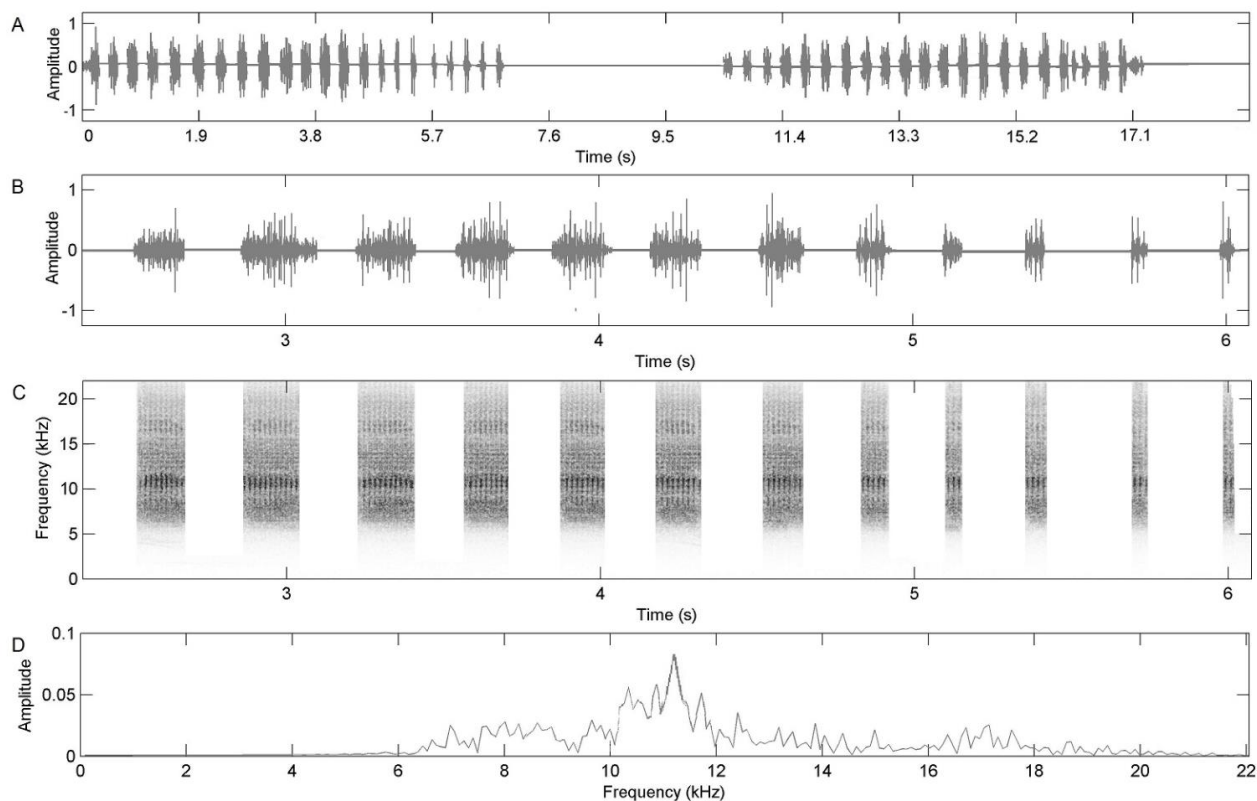 A
Amplitude
1
0
-1
0 1.9 3.8 5.7 7.6 9.5 11.4 13.3 15.2 17.1
Time (s)
B
Amplitude
1
0
-1
3 4 5 6
Time (s)
C
Frequency (kHz)
20
15
10
5
0
3 4 5 6
Time (s)
D
Amplitude
0.1
0.05
0
0 2 4 6 8 10 12 14 16 18 20 22
Frequency (kHz)